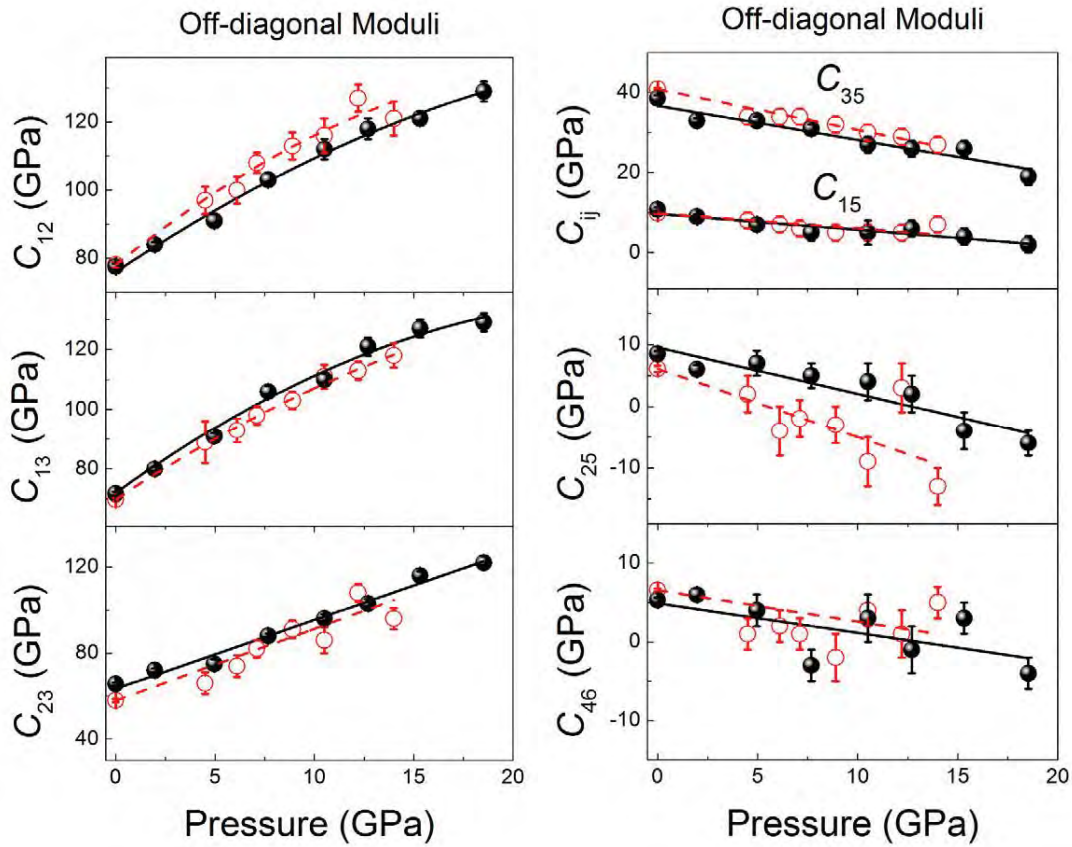 Off-diagonal Moduli
C12 (GPa)
120
100
80
C13 (GPa)
120
100
80
C23 (GPa)
120
80
40
0 5 10 15 20
Pressure (GPa)
Off-diagonal Moduli
Cij (GPa)
40
20
0
C35
C15
C25 (GPa)
10
0
-10
C46 (GPa)
10
0
-10
0 5 10 15 20
Pressure (GPa)